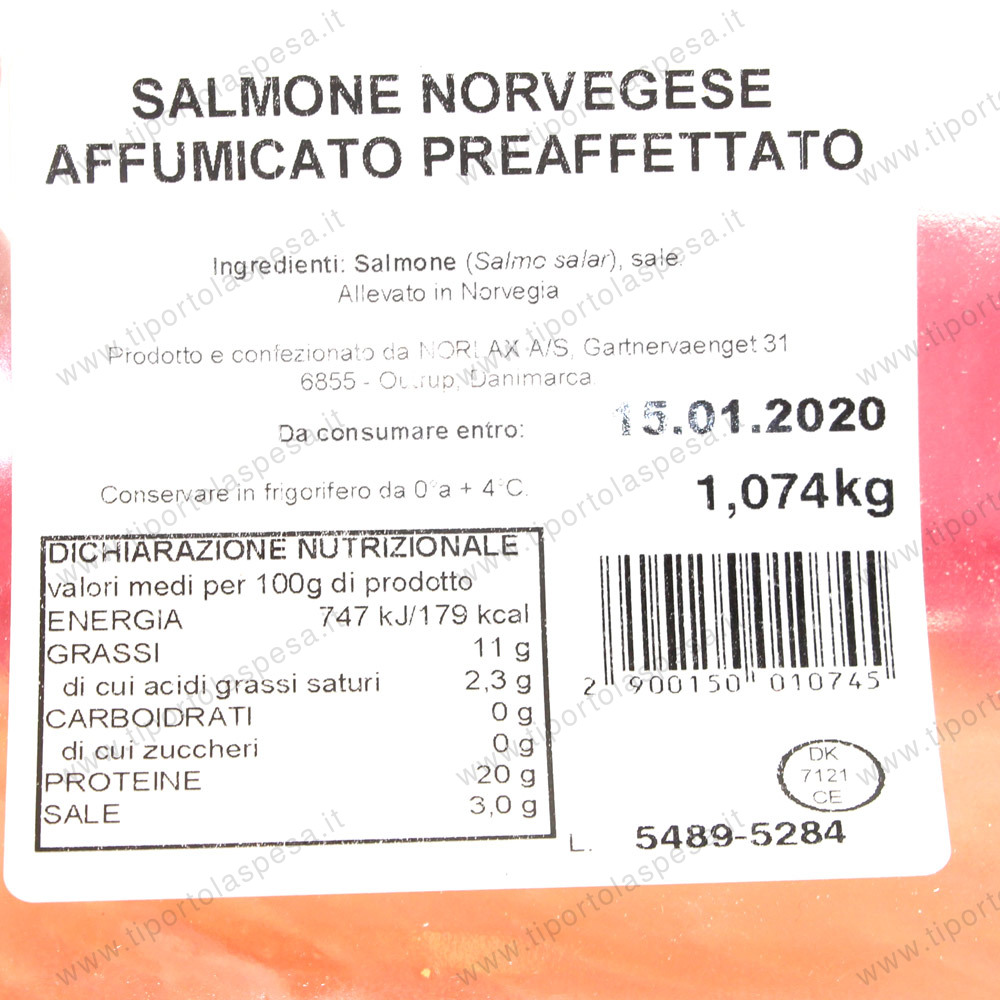 SALMONE NORVEGESE
AFFUMICATO PREAFFETTATO
Ingredienti: Salmone (Salmo salar), sale.
Allevato in Norvegia
Prodotto e confezionato da NORLAX A/S, Gartnervaenget 31
6855 - Danimarca
Da consumare entro: 15.01.2020
Conservare in frigorifero da 0°a + 4°C.
1,074kg
DICHIARAZIONE NUTRIZIONALE
valori medi per 100g di prodotto
ENERGIA 747 kJ/179 kcal
GRASSI 11 g
di cui acidi grassi saturi 2,3 g
CARBOIDRATI 0 g
di cui zuccheri 0 g
PROTEINE 20 g
SALE 3,0 g
2 900150 010745
DK
7121
CE
L. 5489-5284
www.tiportolaspesa.it